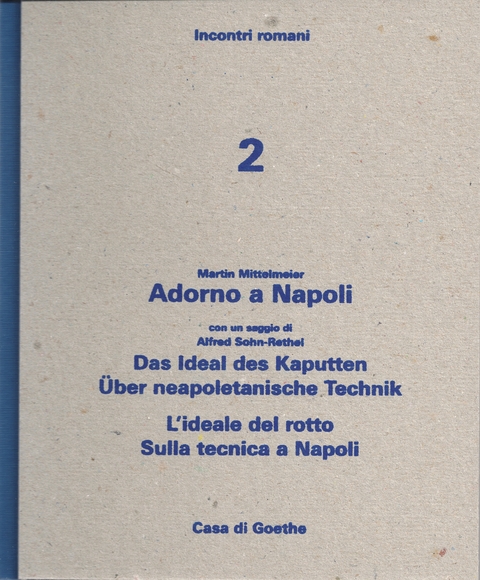 Incontri romani
2
Martin Mittelmeier
Adorno a Napoli
con un saggio di
Alfred Sohn-Rethel
Das Ideal des Kaputten
Über neapoletanische Technik
L'ideale del rotto
Sulla tecnica a Napoli
Casa di Goethe